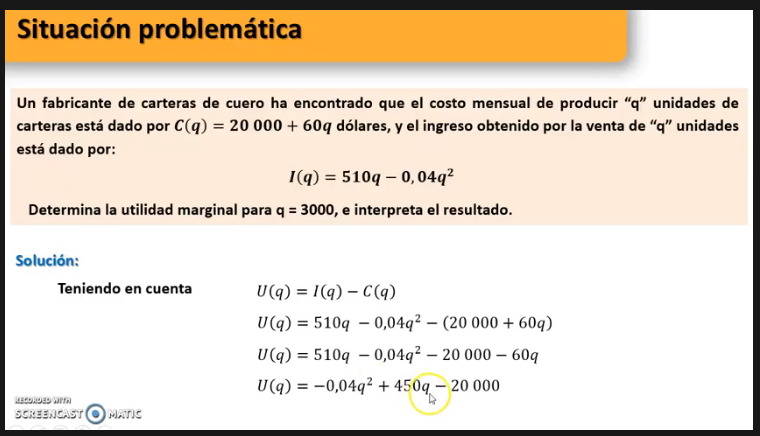 Situación problemática
Un fabricante de carteras de cuero ha encontrado que el costo mensual de producir “q” unidades de
carteras está dado por C(q) = 20 000 + 60q dólares, y el ingreso obtenido por la venta de “q” unidades
está dado por:
I(q) = 510q − 0,04q²
Determina la utilidad marginal para q = 3000, e interpreta el resultado.
Solución:
Teniendo en cuenta U(q) = I(q) − C(q)
U(q) = 510q − 0,04q² − (20 000 + 60q)
U(q) = 510q − 0,04q² − 20 000 − 60q
U(q) = −0,04q² + 450q − 20 000
RECORDED WITH
SCREENCAST MATIC